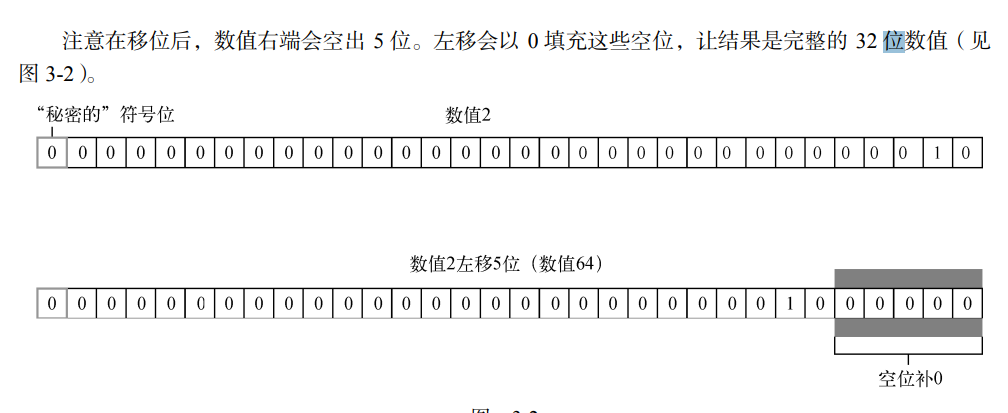 注意在移位后，数值右端会空出 5 位。左移会以 0 填充这些空位，让结果是完整的 32 位数值（见
图 3-2）。
“秘密的”符号位
数值2
0 0 0 0 0 0 0 0 0 0 0 0 0 0 0 0 0 0 0 0 0 0 0 0 0 0 0 0 0 0 1 0
数值2左移5位（数值64）
0 0 0 0 0 0 0 0 0 0 0 0 0 0 0 0 0 0 0 0 0 0 0 0 0 1 0 0 0 0 0 0
空位补0